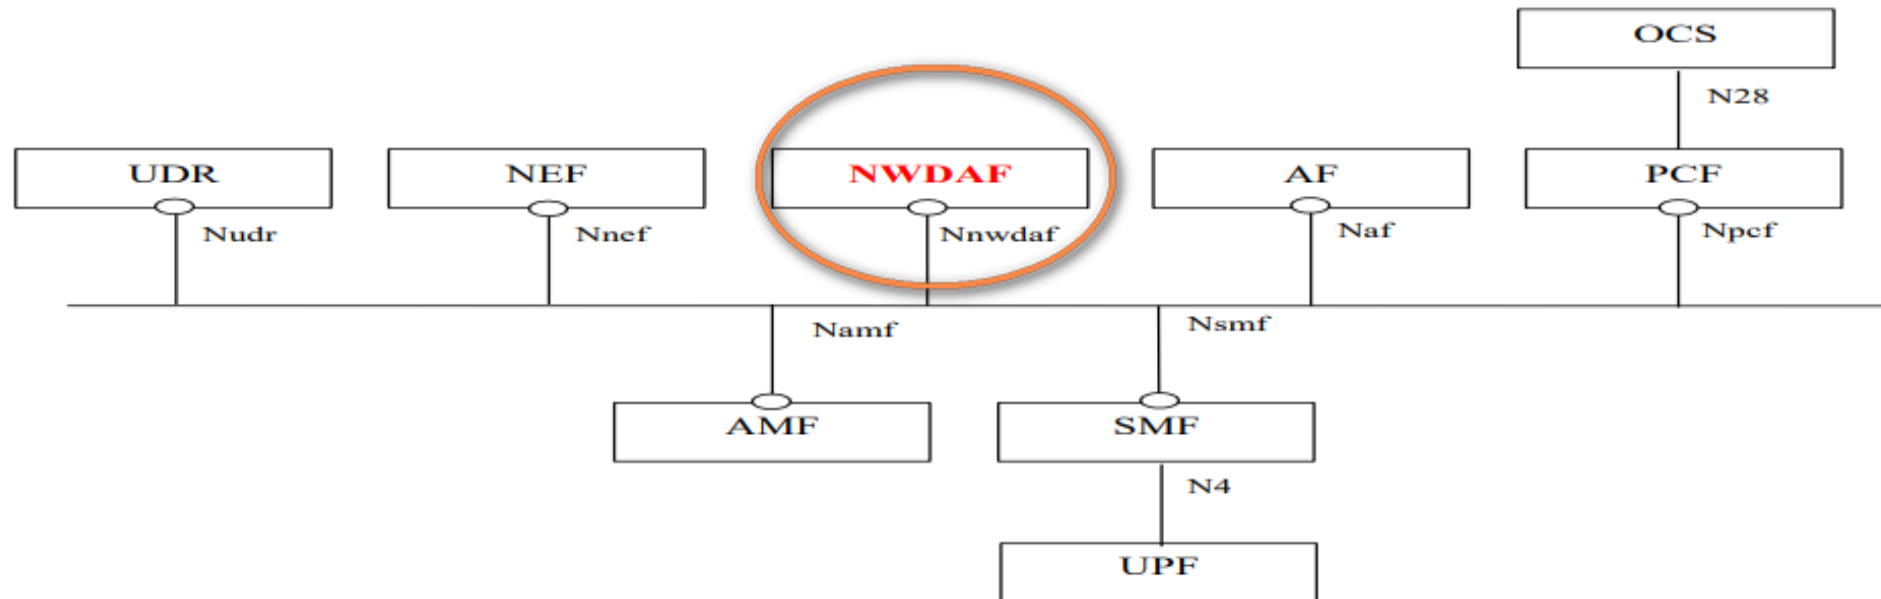 OCS
N28
UDR
NEF
NWDAF
AF
PCF
Nudr
Nnef
Nnwdaf
Naf
Npcf
Namf
Nsmf
AMF
SMF
N4
UPF